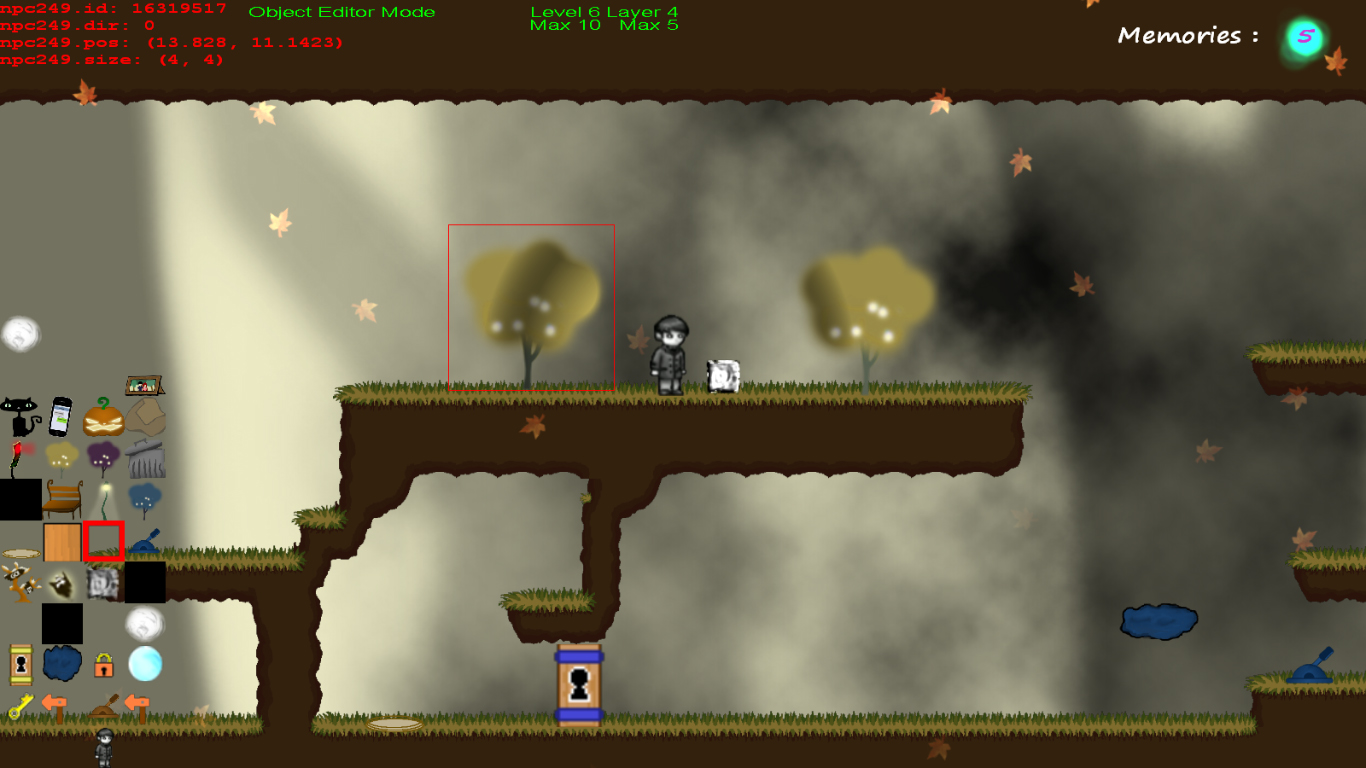 npc249.id: 16319517
npc249.dir: 0
npc249.pos: (13.828, 11.1423)
npc249.size: (4, 4)
Object Editor Mode
Level 6 Layer 4
Max 10 Max 5
Memories : 5